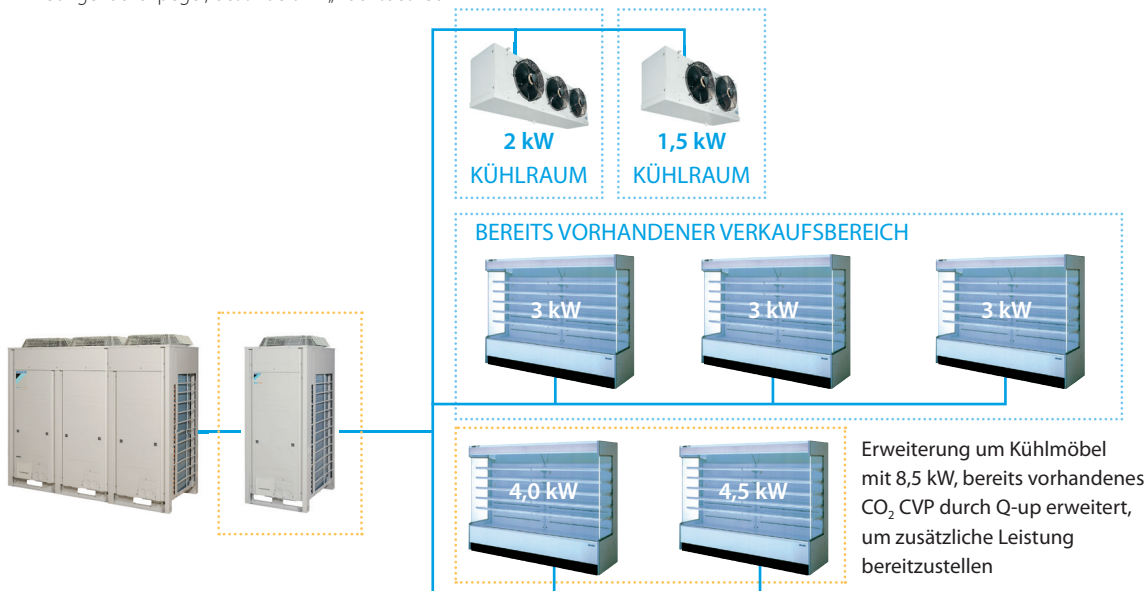 2 kW
KÜHLRAUM
1,5 kW
KÜHLRAUM
BEREITS VORHANDENER VERKAUFSBEREICH
3 kW
3 kW
3 kW
4,0 kW
4,5 kW
Erweiterung um Kühlmöbel
mit 8,5 kW, bereits vorhandenes
CO₂ CVP durch Q-up erweitert,
um zusätzliche Leistung
bereitzustellen